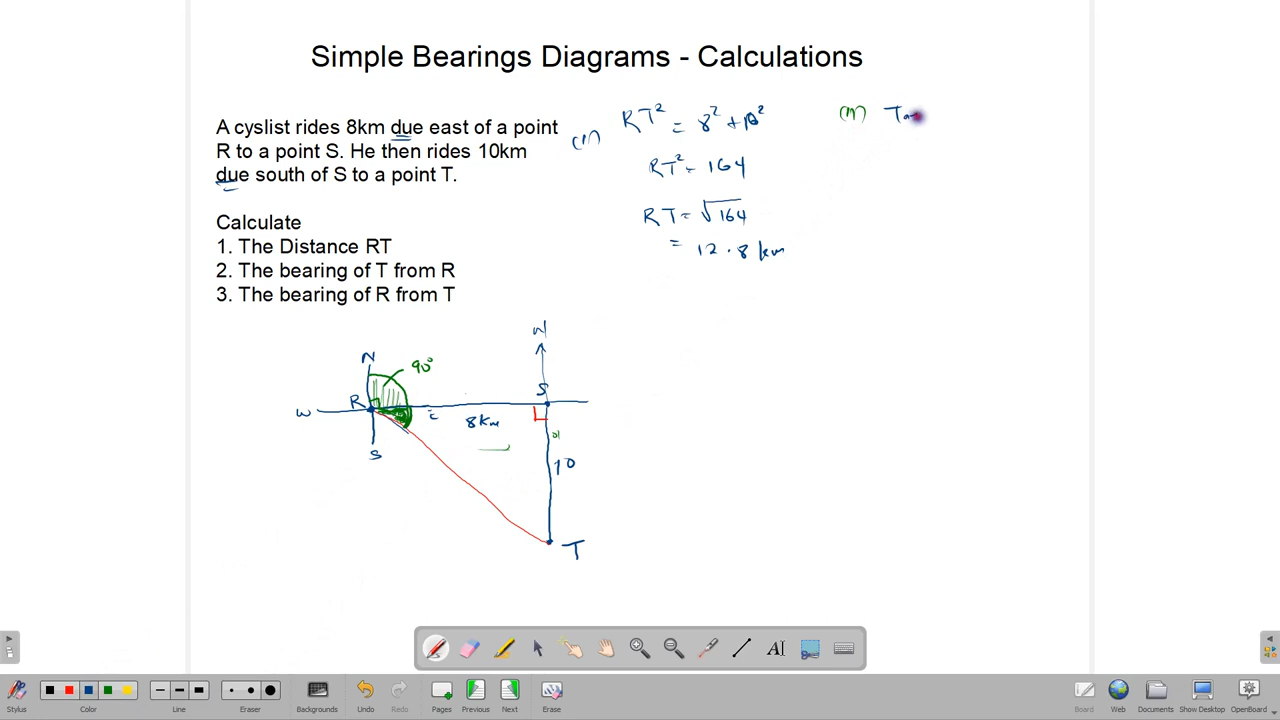 Simple Bearings Diagrams - Calculations
A cyslist rides 8km due east of a point
R to a point S. He then rides 10km
due south of S to a point T.
Calculate
1. The Distance RT
2. The bearing of T from R
3. The bearing of R from T
RT² = 8² + 10²
RT² = 164
RT = √164
= 12.8 km
Tan
N
90°
N
W
R
S
8km
S
10
T
Stylus
Color
Line
Eraser
Backgrounds
Undo
Redo
Pages
Previous
Next
Erase
Board
Web
Documents
Show Desktop
OpenBoard